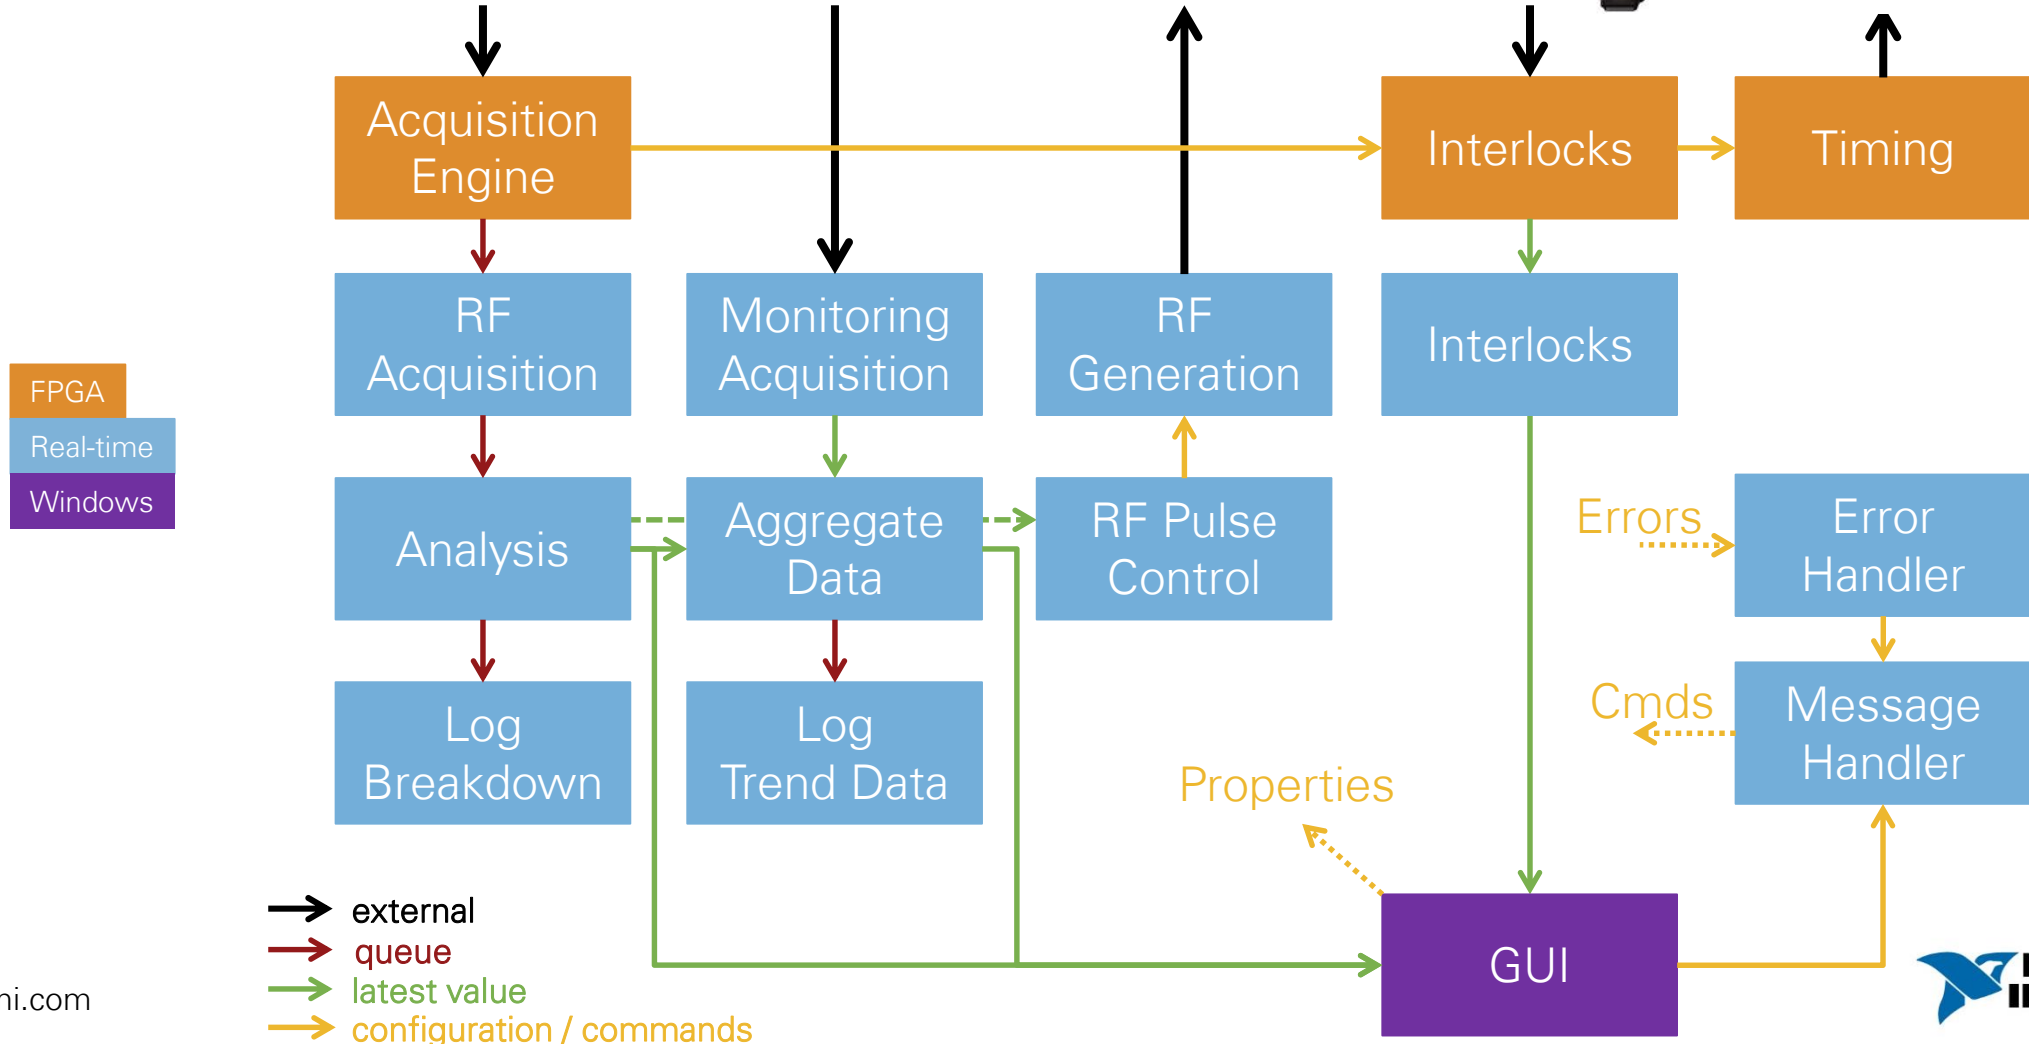 Acquisition
Engine
Interlocks
Timing
RF
Acquisition
Monitoring
Acquisition
RF
Generation
Interlocks
FPGA
Real-time
Windows
Analysis
Aggregate
Data
RF Pulse
Control
Errors
Error
Handler
Log
Breakdown
Log
Trend Data
Cmds
Message
Handler
Properties
external
queue
latest value
configuration / commands
GUI
ni.com